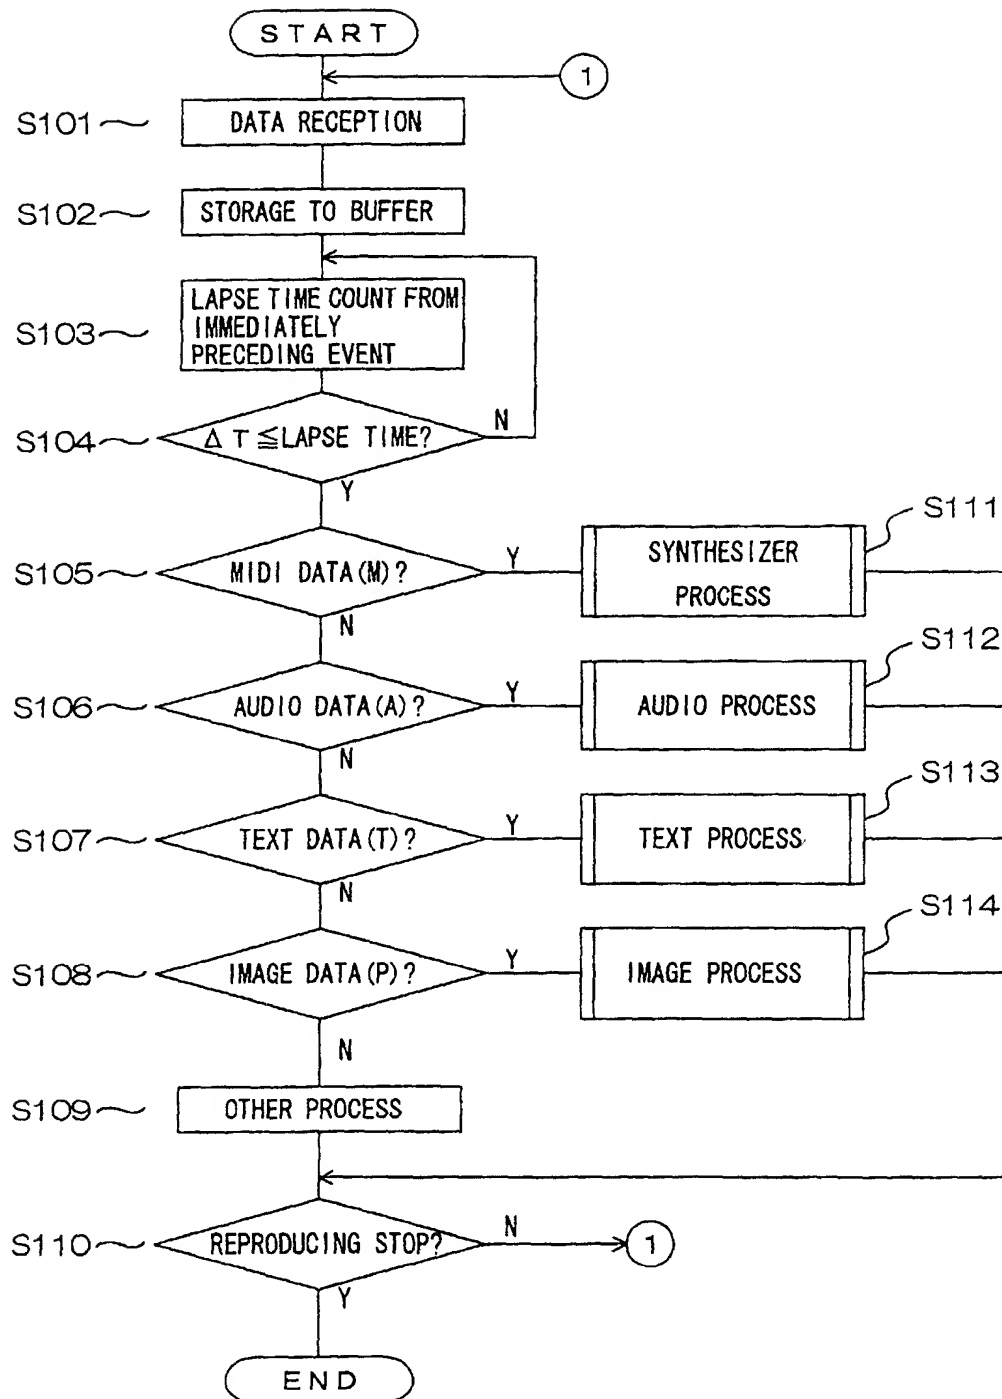 START
1
S101
DATA RECEPTION
S102
STORAGE TO BUFFER
S103
LAPSE TIME COUNT FROM
IMMEDIATELY
PRECEDING EVENT
S104
Δ T ≦LAPSE TIME?
N
Y
S105
MIDI DATA(M)?
Y
N
SYNTHESIZER
PROCESS
S111
S106
AUDIO DATA(A)?
Y
N
AUDIO PROCESS
S112
S107
TEXT DATA(T)?
Y
N
TEXT PROCESS
S113
S108
IMAGE DATA(P)?
Y
N
IMAGE PROCESS
S114
S109
OTHER PROCESS
S110
REPRODUCING STOP?
N
1
Y
END